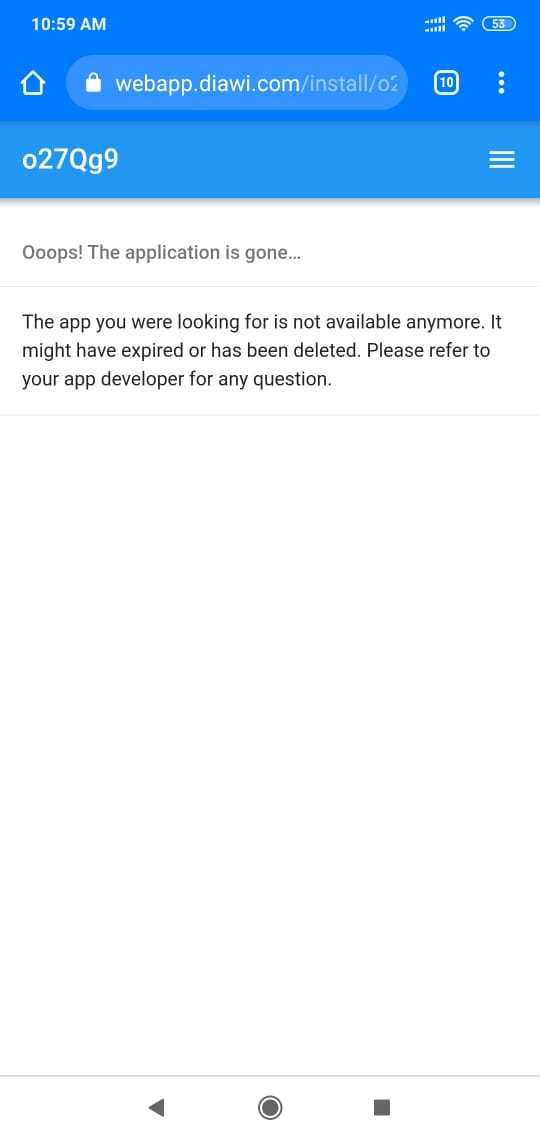 10:59 AM
53
webapp.diawi.com/install/o2
10
o27Qg9
Ooops! The application is gone...
The app you were looking for is not available anymore. It
might have expired or has been deleted. Please refer to
your app developer for any question.